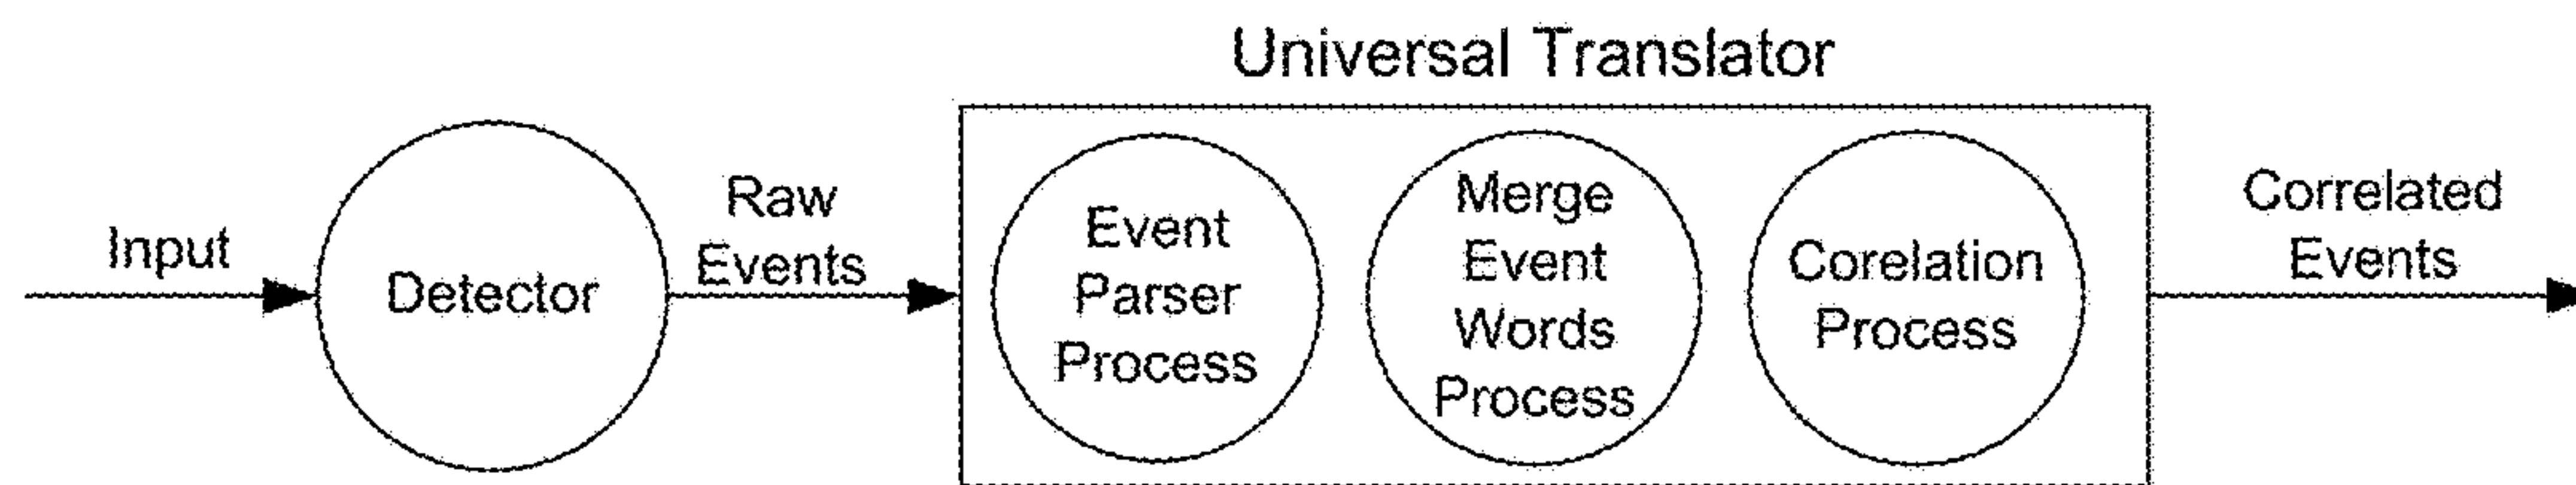 Universal Translator
Input
Detector
Raw
Events
Event
Parser
Process
Merge
Event
Words
Process
Corelation
Process
Correlated
Events